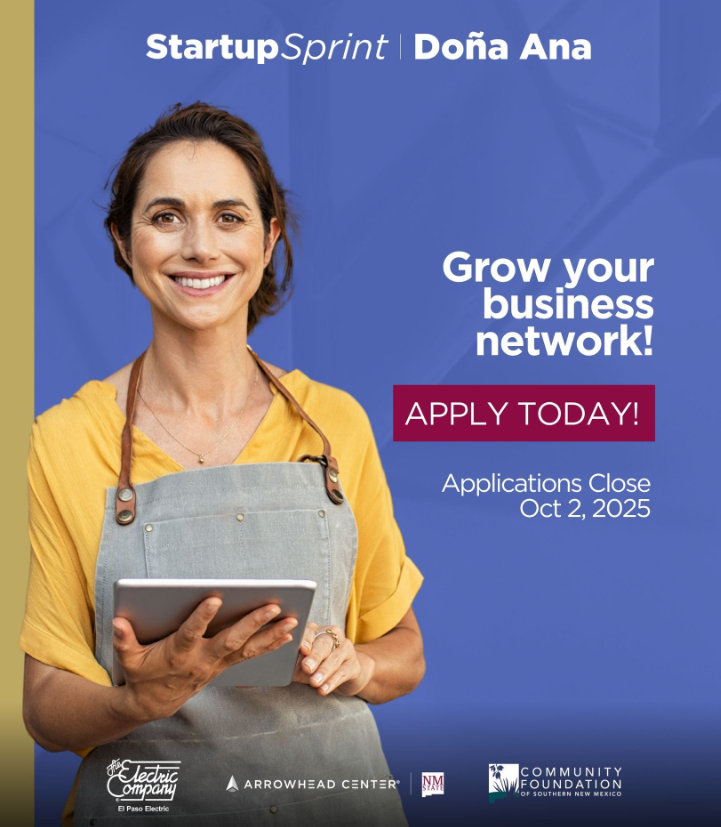 StartupSprint | Doña Ana
Grow your
business
network!
APPLY TODAY!
Applications Close
Oct 2, 2025
The
Electric
Company
El Paso Electric
ARROWHEAD CENTER®
NM
STATE
COMMUNITY
FOUNDATION
OF SOUTHERN NEW MEXICO